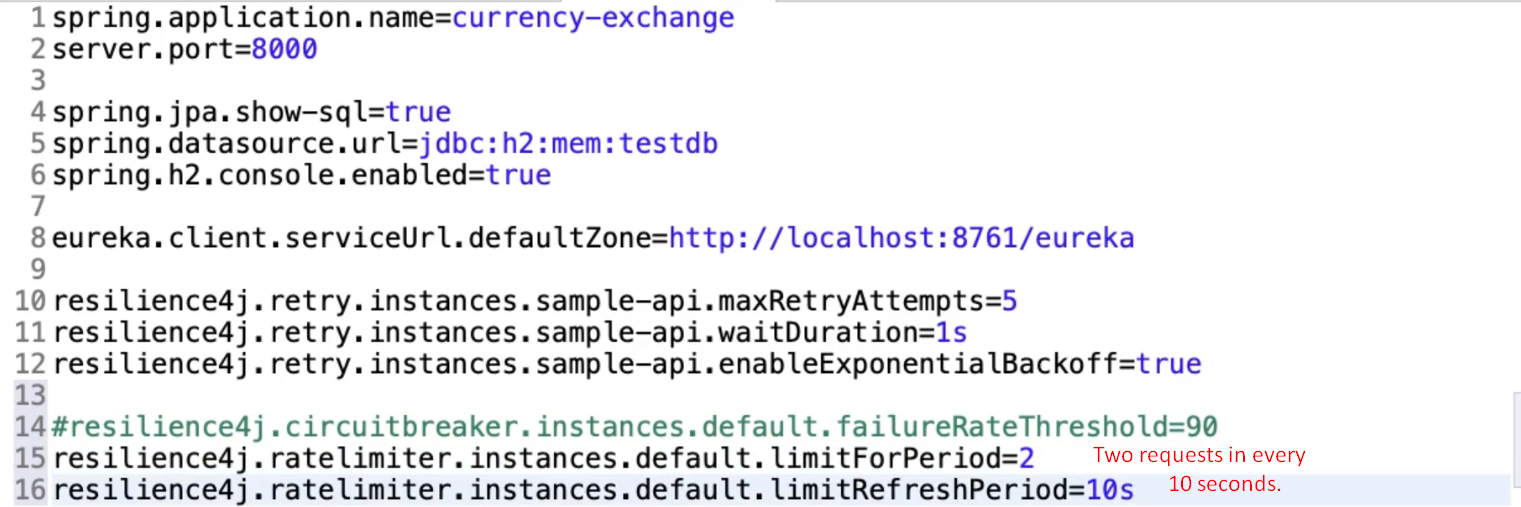 1 spring.application.name=currency-exchange
2 server.port=8000
3
4 spring.jpa.show-sql=true
5 spring.datasource.url=jdbc:h2:mem:testdb
6 spring.h2.console.enabled=true
7
8 eureka.client.serviceUrl.defaultZone=http://localhost:8761/eureka
9
10 resilience4j.retry.instances.sample-api.maxRetryAttempts=5
11 resilience4j.retry.instances.sample-api.waitDuration=1s
12 resilience4j.retry.instances.sample-api.enableExponentialBackoff=true
13
14 #resilience4j.circuitbreaker.instances.default.failureRateThreshold=90
15 resilience4j.ratelimiter.instances.default.limitForPeriod=2
16 resilience4j.ratelimiter.instances.default.limitRefreshPeriod=10s
Two requests in every
10 seconds.